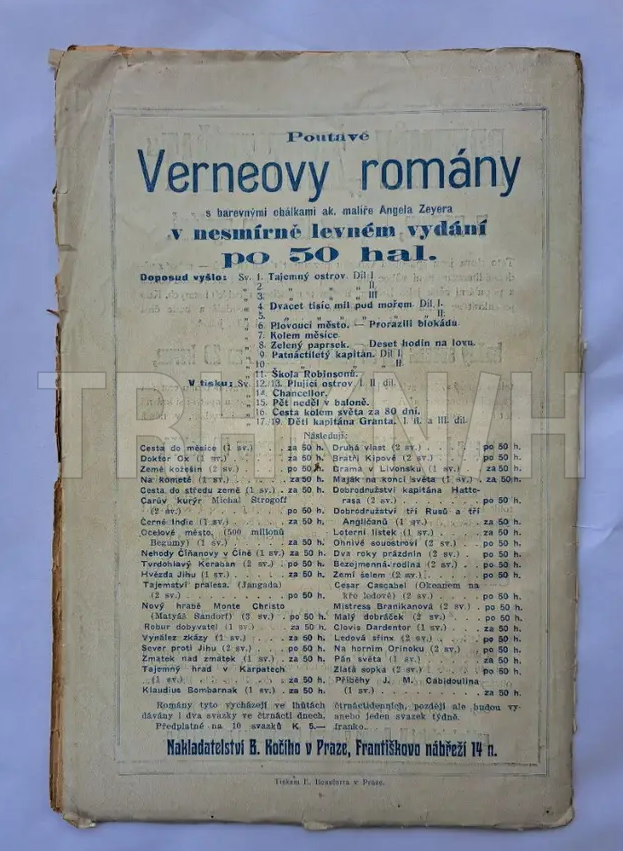 Poutavé
Verneovy romány
s barevnými obálkami ak. malíře Angela Zeyera
v nesmírně levném vydání
po 50 hal.
Doposud vyšlo: Sv. 1. Tajemný ostrov. Díl I.
„ 2. „ „ „ II.
„ 3. „ „ „ III.
„ 4. Dvacet tisíc mil pod mořem. Díl I.
„ 5. „ „ „ „ „ II.
„ 6. Plovoucí město. — Prorazili blokádu
„ 7. Kolem měsíce.
„ 8. Zelený paprsek. Deset hodin na lovu.
„ 9. Patnáctiletý kapitán. Díl I.
„ 10. „ „ „ II.
„ 11. Škola Robinsonů.
V tisku: Sv. 12./13. Plující ostrov I. II. díl.
„ 14. Chancellor.
„ 15. Pět neděl v baloně.
„ 16. Cesta kolem světa za 80 dní.
„ 17./19. Děti kapitána Granta. I. II. a III. díl.
Následují:
Cesta do měsíce (1 sv.) . . . za 50 h.
Doktor Ox (1 sv.) . . . za 50 h.
Země kožešin (2 sv.) . . . po 50 h.
Na kometě (1 sv.) . . . za 50 h.
Cesta do středu země (1 sv.) . za 50 h.
Carův kurýr Michal Strogoff
(2 sv.) . . . po 50 h.
Černé Indie (1 sv.) . . . za 50 h.
Ocelové město. (500 milionů
Begumy) (1 sv.) . . . za 50 h.
Nehody Číňanovy v Číně (1 sv.) za 50 h.
Tvrdohlavý Keraban (2 sv.) . po 50 h.
Hvězda Jihu (1 sv.) . . . za 50 h.
Tajemství pralesa. (Jangada)
(2 sv.) . . . po 50 h.
Nový hrabě Monte Christo
(Matyáš Sandorf) (3 sv.) . po 50 h.
Robur dobyvatel (1 sv.) . . za 50 h.
Vynález zkázy (1 sv.) . . . za 50 h.
Sever proti Jihu (2 sv.) . . po 50 h.
Zmatek nad zmatek (1 sv.) . za 50 h.
Tajemný hrad v Karpatech
(1 sv.) . . . za 50 h.
Klaudius Bombarnak (1 sv.) . za 50 h.
Druhá vlast (2 sv.) . . . po 50 h.
Bratři Kipové (2 sv.) . . . po 50 h.
Drama v Livonsku (1 sv.) . . za 50 h.
Maják na konci světa (1 sv.) . za 50 h.
Dobrodružství kapitána Hatte-
rasa (2 sv.) . . . po 50 h.
Dobrodružství tří Rusů a tří
Angličanů (1 sv.) . . . za 50 h.
Loterní lístek (1 sv.) . . . za 50 h.
Ohnivé souostroví (2 sv.) . . po 50 h.
Dva roky prázdnin (2 sv.) . . po 50 h.
Bezejmenná rodina (2 sv.) . . po 50 h.
Zemí šelem (2 sv.) . . . po 50 h.
César Cascabel (Okeanem na
kře ledové) (2 sv.) . . . po 50 h.
Mistress Branikanová (2 sv.) . po 50 h.
Malý dobráček (2 sv.) . . . po 50 h.
Clovis Dardentor (1 sv.) . . za 50 h.
Ledová sfinx (2 sv.) . . . po 50 h.
Na horním Orinoku (2 sv.) . po 50 h.
Pán světa (1 sv.) . . . za 50 h.
Zlatá sopka (2 sv.) . . . po 50 h.
Příběhy J. M. Cabidoulina
(1 sv.) . . . za 50 h.
Romány tyto vycházejí ve lhůtách čtrnáctidenních, později ale budou vy-
dávány i dva svazky ve čtrnácti dnech, anebo jeden svazek týdně.
Předplatné na 10 svazků K 5.— franko.
Nakladatelství B. Kočího v Praze, Františkovo nábřeží 14 n.
Tiskem E. Beauforta v Praze.